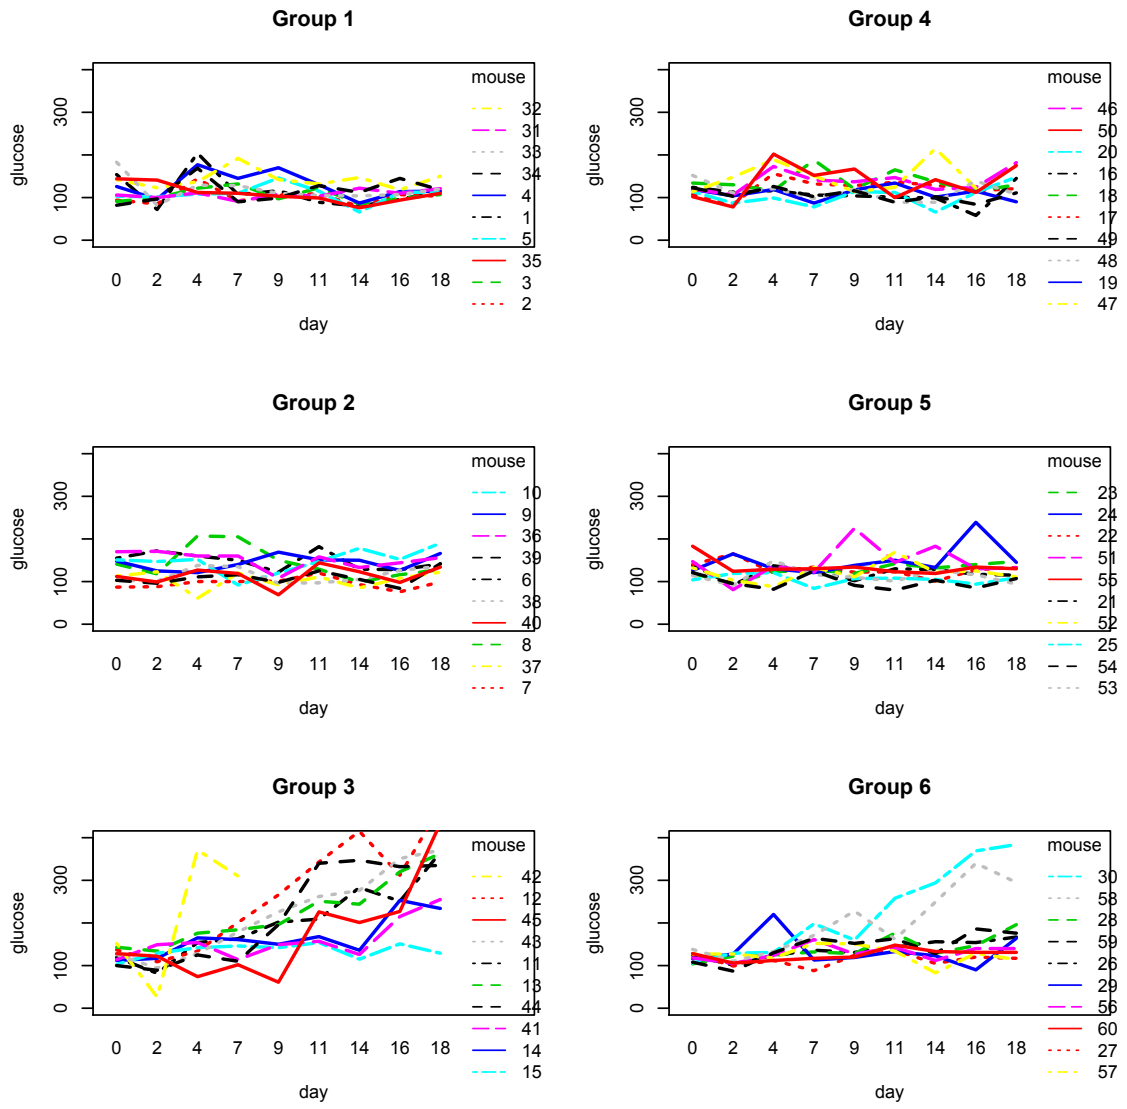 Group 1
glucose
0
100
300
0 2 4 7 9 11 14 16 18
day
mouse
32
31
33
34
4
1
5
35
3
2
Group 4
glucose
0
100
300
0 2 4 7 9 11 14 16 18
day
mouse
46
50
20
16
18
17
49
48
19
47
Group 2
glucose
0
100
300
0 2 4 7 9 11 14 16 18
day
mouse
10
9
36
39
6
38
40
8
37
7
Group 5
glucose
0
100
300
0 2 4 7 9 11 14 16 18
day
mouse
23
24
22
51
55
21
52
25
54
53
Group 3
glucose
0
100
300
0 2 4 7 9 11 14 16 18
day
mouse
42
12
45
43
11
13
44
41
14
15
Group 6
glucose
0
100
300
0 2 4 7 9 11 14 16 18
day
mouse
30
58
28
59
26
29
56
60
27
57